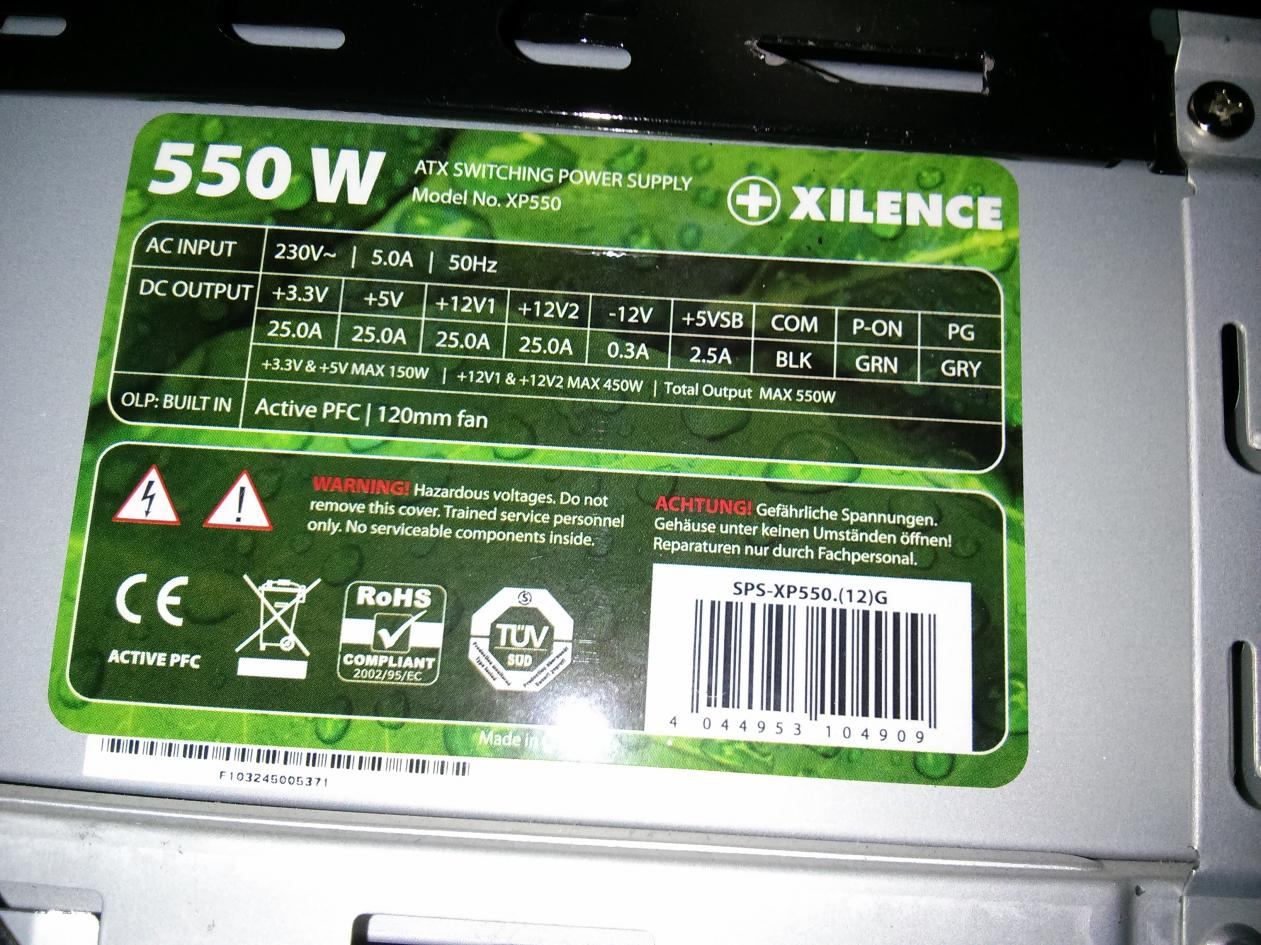 550 W
ATX SWITCHING POWER SUPPLY
Model No. XP550
XILENCE
AC INPUT 230V~ | 5.0A | 50Hz
DC OUTPUT +3.3V +5V +12V1 +12V2 -12V +5VSB COM P-ON PG
25.0A 25.0A 25.0A 25.0A 0.3A 2.5A BLK GRN GRY
+3.3V & +5V MAX 150W | +12V1 & +12V2 MAX 450W | Total Output MAX 550W
OLP: BUILT IN Active PFC | 120mm fan
WARNING! Hazardous voltages. Do not
remove this cover. Trained service personnel
only. No serviceable components inside.
ACHTUNG! Gefährliche Spannungen.
Gehäuse unter keinen Umständen öffnen!
Reparaturen nur durch Fachpersonal.
CE
ACTIVE PFC
RoHS
COMPLIANT
2002/95/EC
TÜV
SÜD
SPS-XP550.(12)G
4 044953 104909
Made in
F103245005371